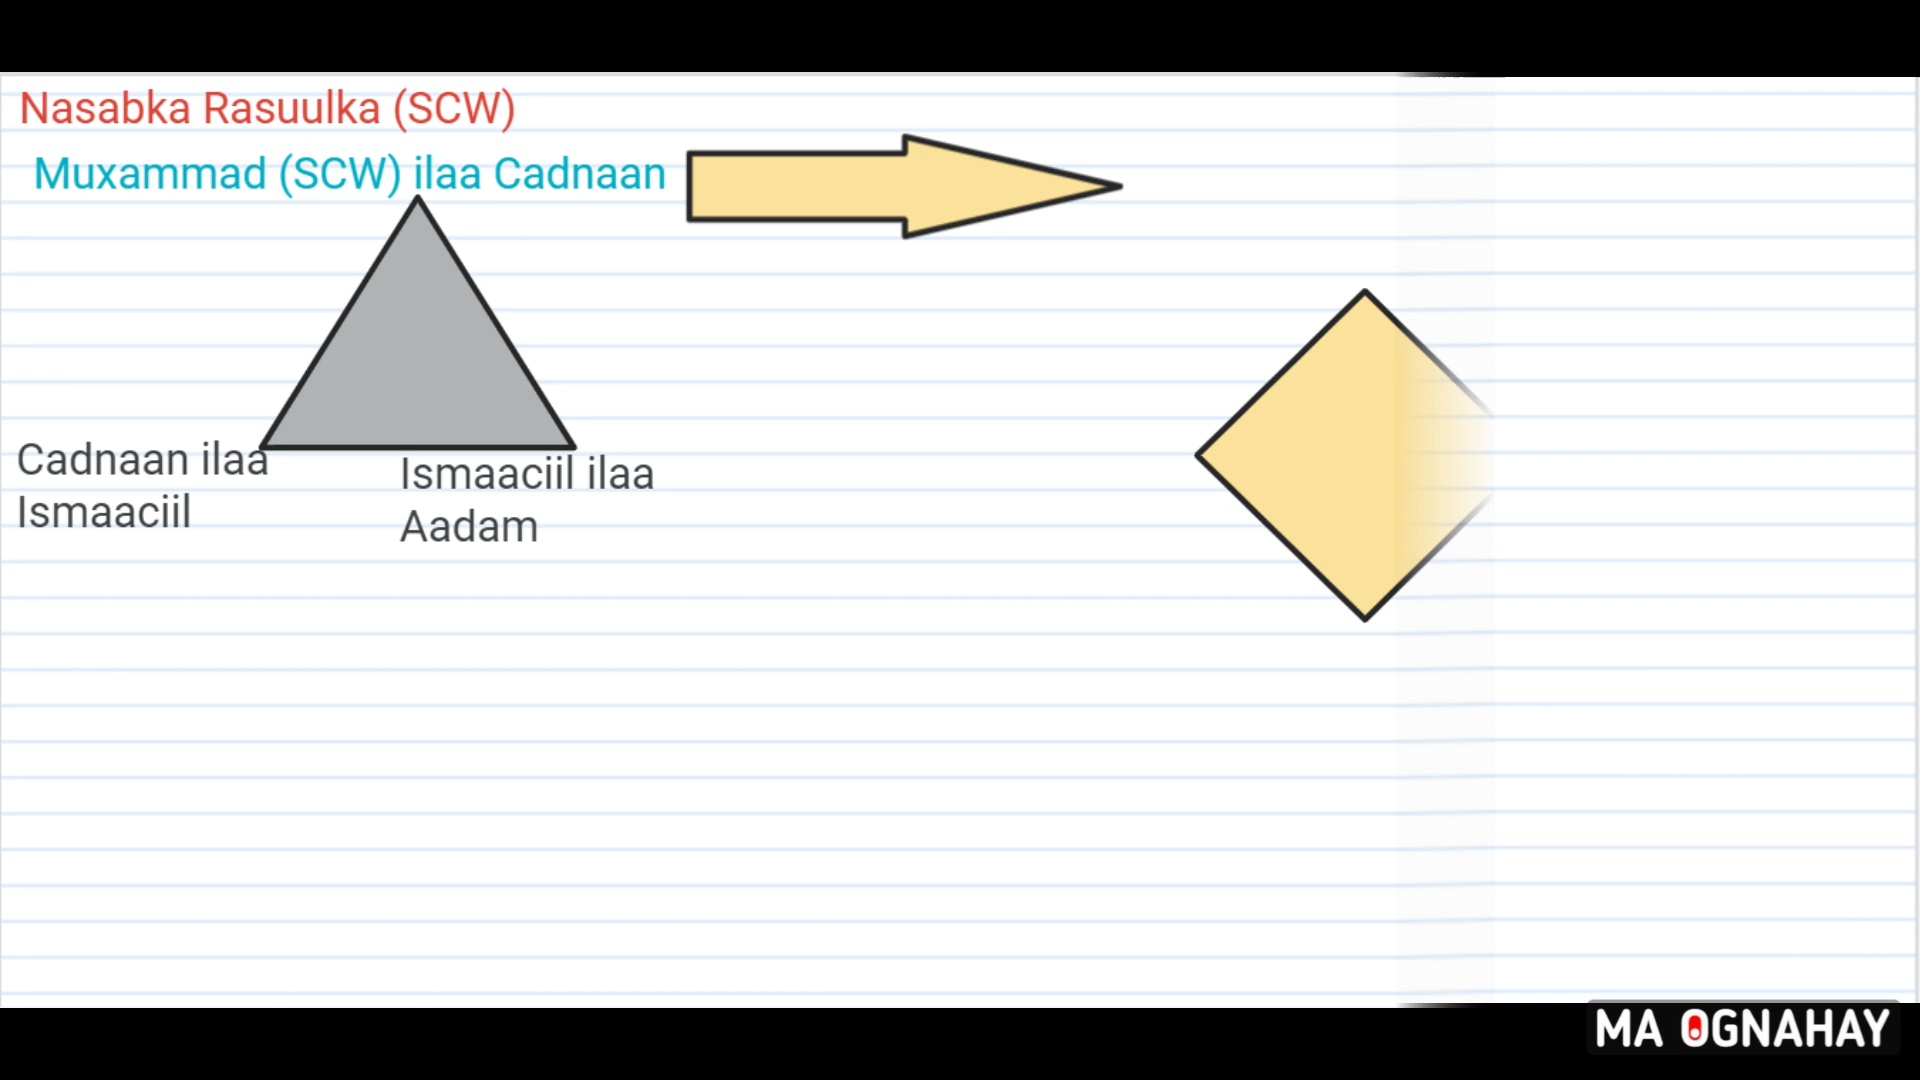 Nasabka Rasuulka (SCW)
Muxammad (SCW) ilaa Cadnaan
Cadnaan ilaa
Ismaaciil
Ismaaciil ilaa
Aadam
MA OGNAHAY